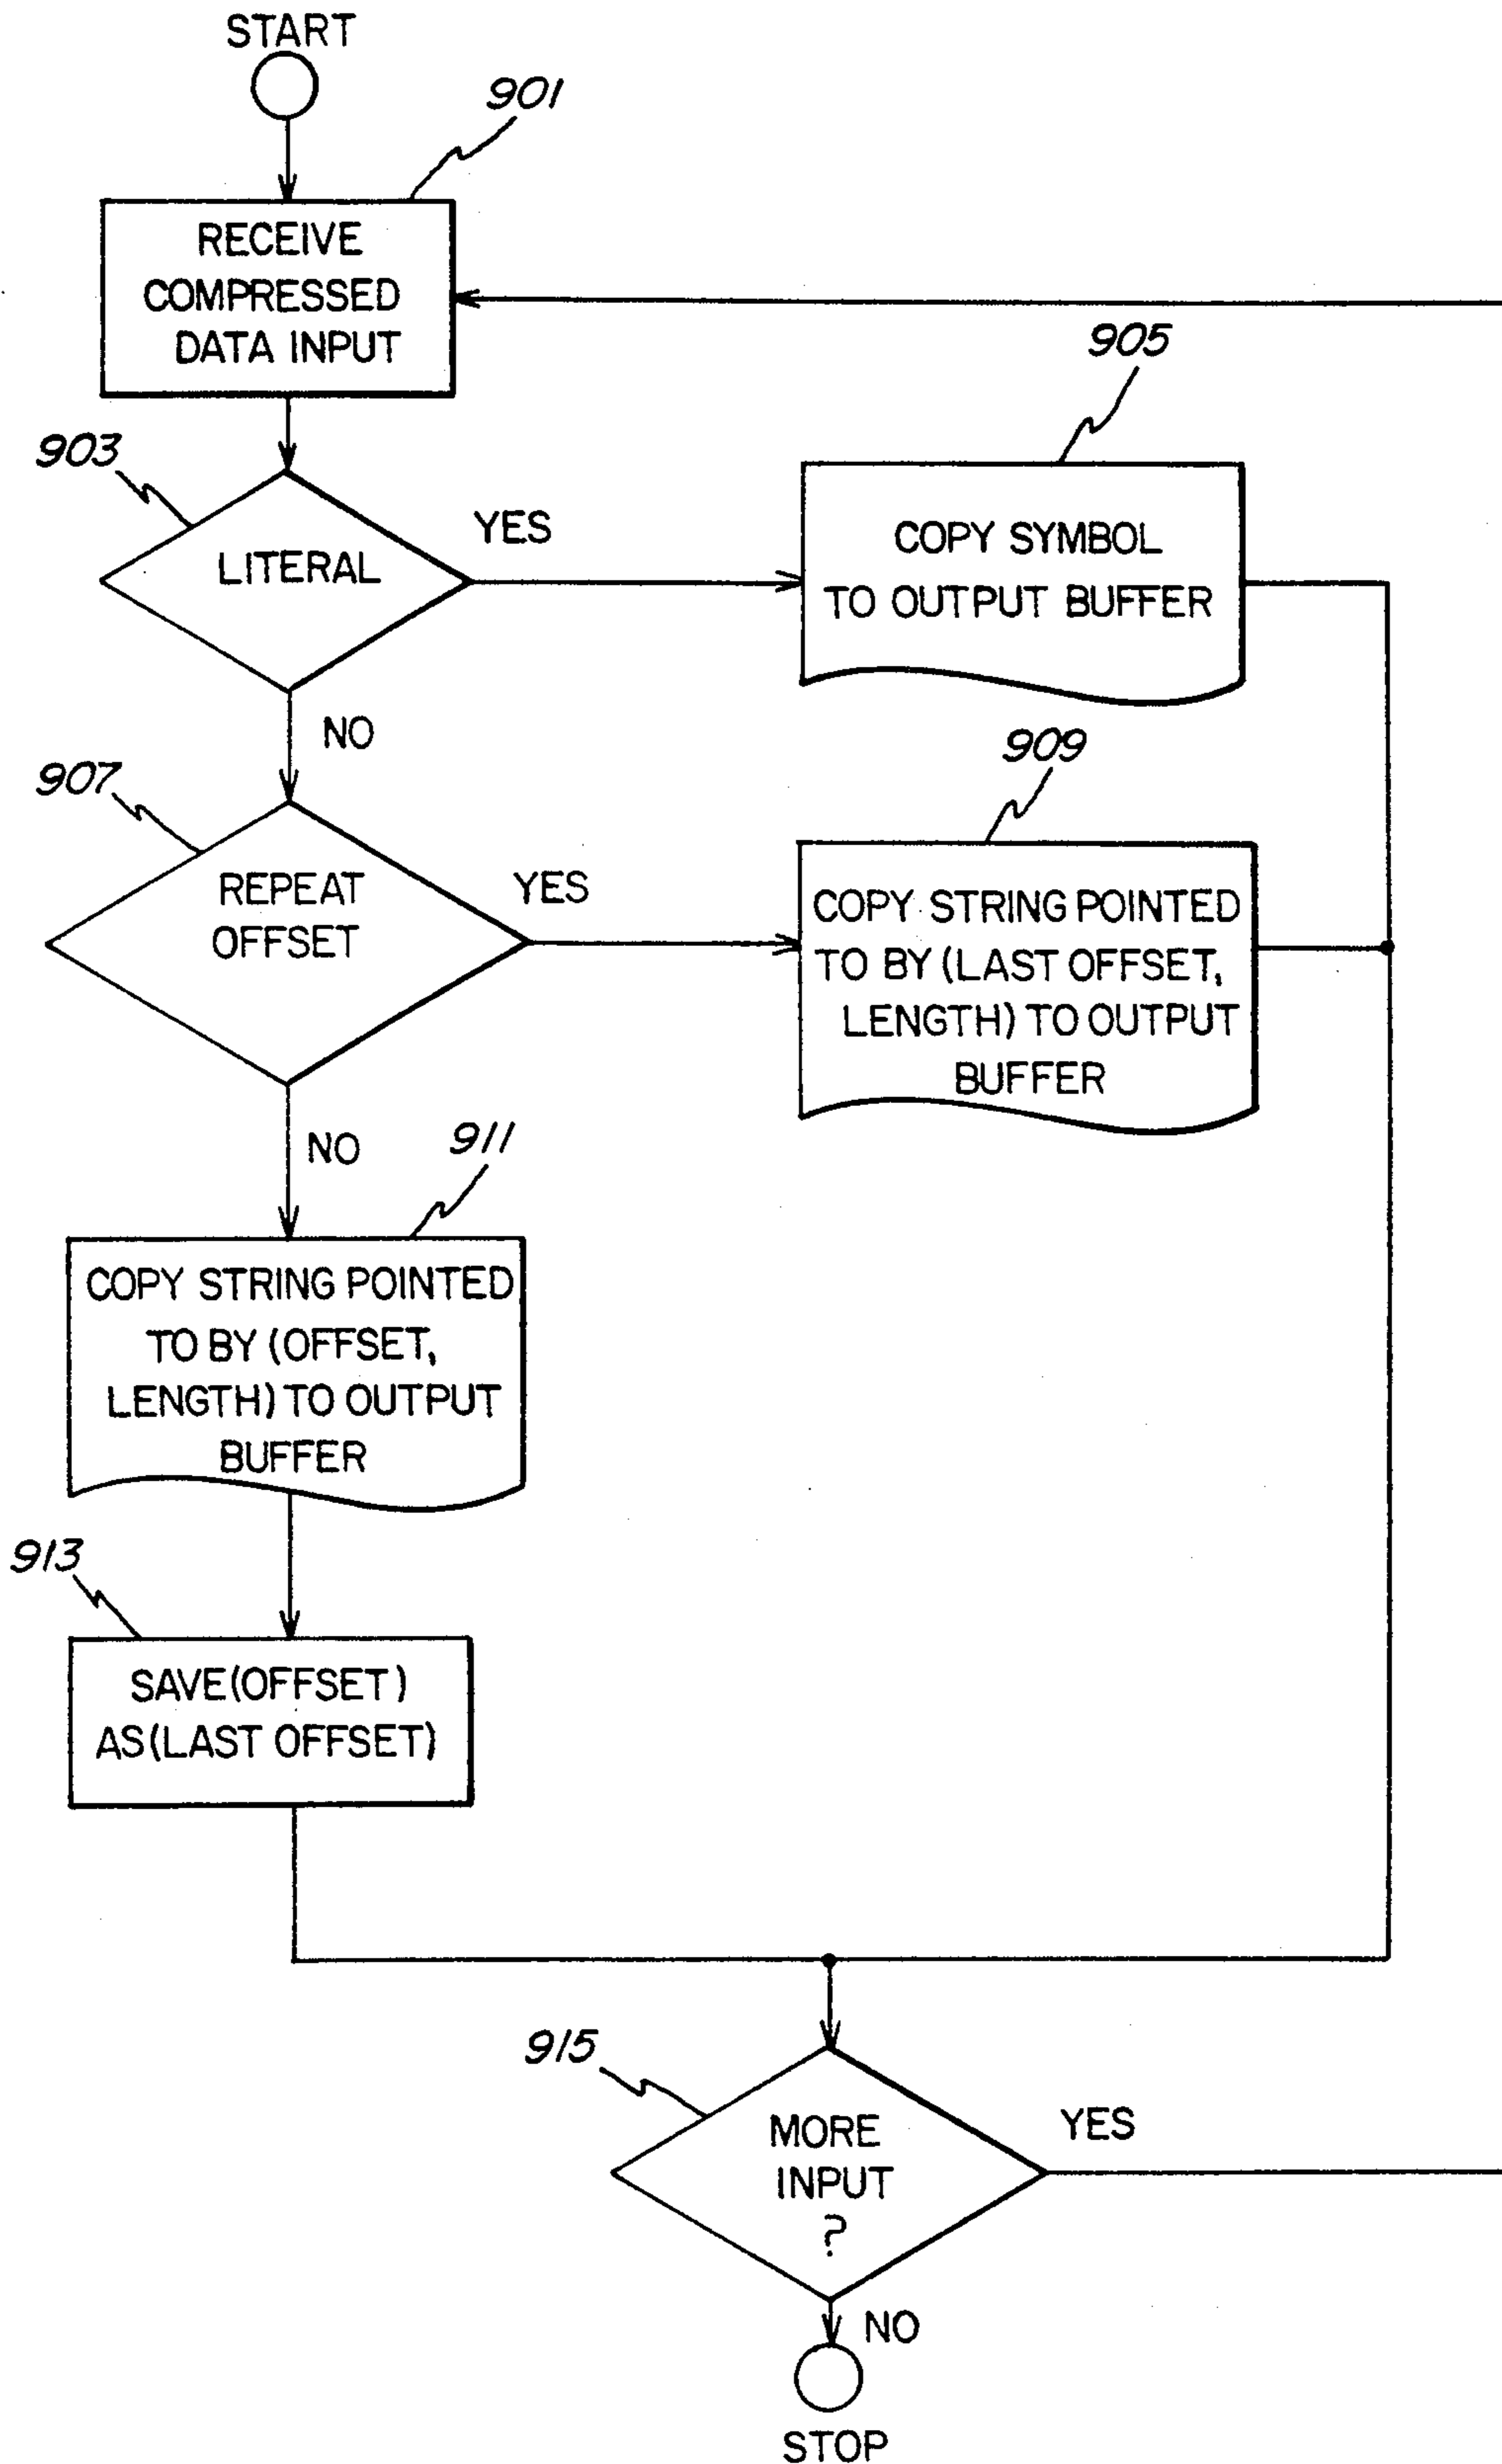 START
901
RECEIVE
COMPRESSED
DATA INPUT
903
LITERAL
YES
905
COPY SYMBOL
TO OUTPUT BUFFER
NO
907
REPEAT
OFFSET
YES
909
COPY STRING POINTED
TO BY (LAST OFFSET,
LENGTH) TO OUTPUT
BUFFER
NO
911
COPY STRING POINTED
TO BY (OFFSET,
LENGTH) TO OUTPUT
BUFFER
913
SAVE(OFFSET)
AS(LAST OFFSET)
915
MORE
INPUT
?
YES
NO
STOP